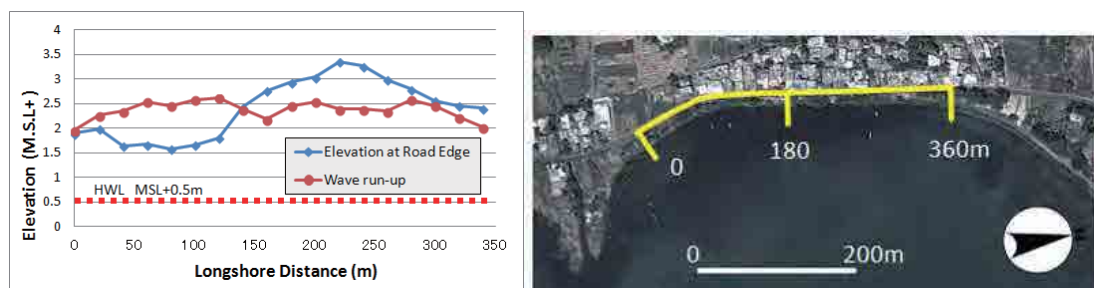 Elevation (M.S.L+)
4
3.5
3
2.5
2
1.5
1
0.5
0
Elevation at Road Edge
Wave run-up
HWL MSL+0.5m
0 50 100 150 200 250 300 350
Longshore Distance (m)
0
180
360m
0 200m